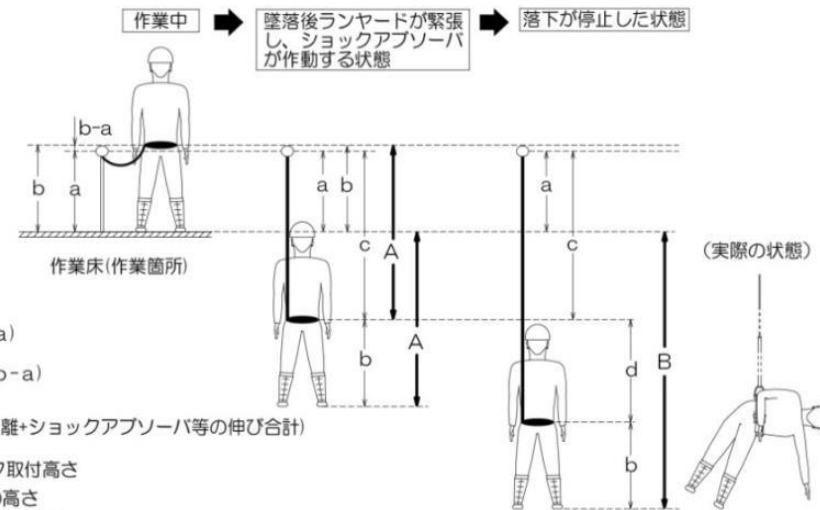 作業中
墜落後ランヤードが緊張
し、ショックアブソーバ
が作動する状態
落下が停止した状態
b-a
b
a
a
b
c
A
A
b
a
c
d
b
B
作業床(作業箇所)
(実際の状態)
a)
-a)
離+ショックアブソーバ等の伸び合計)
取付高さ
高さ